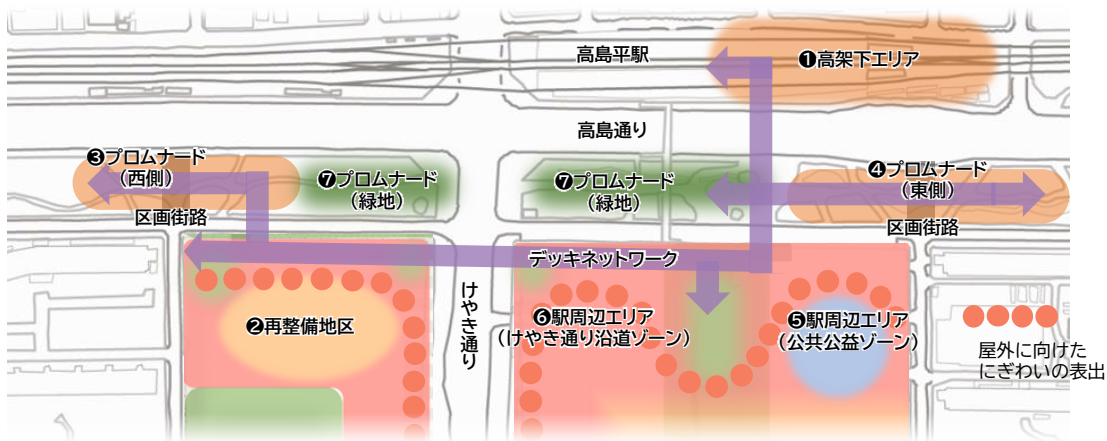 高島平駅
❶高架下エリア
高島通り
❸プロムナード
（西側）
❼プロムナード
（緑地）
❼プロムナード
（緑地）
❹プロムナード
（東側）
区画街路
区画街路
デッキネットワーク
けやき通り
❷再整備地区
❻駅周辺エリア
（けやき通り沿道ゾーン）
❺駅周辺エリア
（公共公益ゾーン）
屋外に向けた
にぎわいの表出